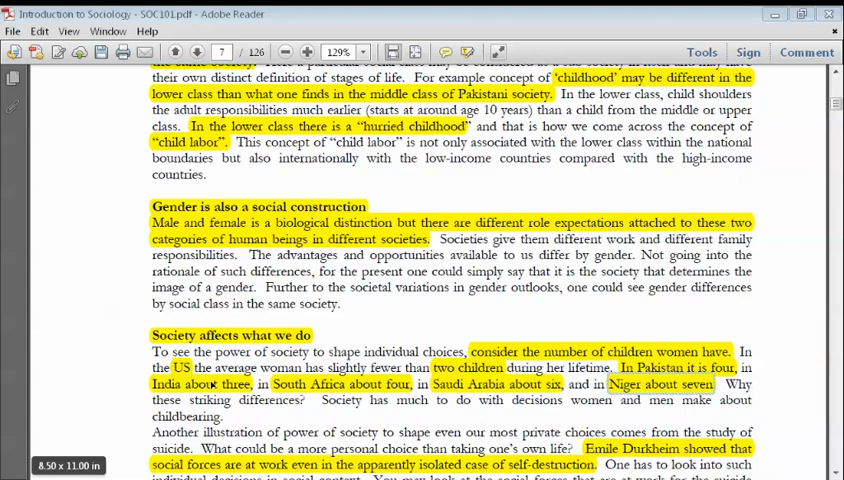 Introduction to Sociology - SOC101.pdf - Adobe Reader
File Edit View Window Help
7 / 126 129% Tools Sign Comment
their own distinct definition of stages of life. For example concept of 'childhood' may be different in the
lower class than what one finds in the middle class of Pakistani society. In the lower class, child shoulders
the adult responsibilities much earlier (starts at around age 10 years) than a child from the middle or upper
class. In the lower class there is a "hurried childhood" and that is how we come across the concept of
"child labor". This concept of "child labor" is not only associated with the lower class within the national
boundaries but also internationally with the low-income countries compared with the high-income
countries.
Gender is also a social construction
Male and female is a biological distinction but there are different role expectations attached to these two
categories of human beings in different societies. Societies give them different work and different family
responsibilities. The advantages and opportunities available to us differ by gender. Not going into the
rationale of such differences, for the present one could simply say that it is the society that determines the
image of a gender. Further to the societal variations in gender outlooks, one could see gender differences
by social class in the same society.
Society affects what we do
To see the power of society to shape individual choices, consider the number of children women have. In
the US the average woman has slightly fewer than two children during her lifetime. In Pakistan it is four, in
India about three, in South Africa about four, in Saudi Arabia about six, and in Niger about seven. Why
these striking differences? Society has much to do with decisions women and men make about
childbearing.
Another illustration of power of society to shape even our most private choices comes from the study of
suicide. What could be a more personal choice than taking one's own life? Emile Durkheim showed that
social forces are at work even in the apparently isolated case of self-destruction. One has to look into such
8.50 x 11.00 in